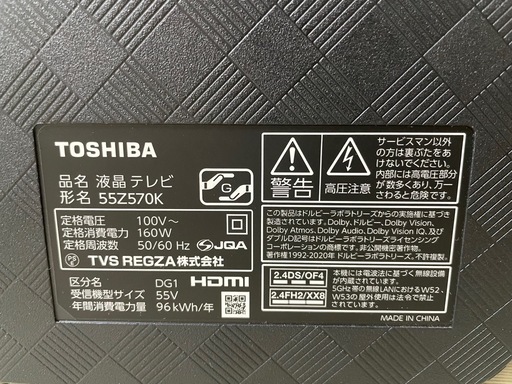 TOSHIBA
品名 液晶 テレビ
形名 55Z570K
定格電圧 100V～
定格消費電力 160W
定格周波数 50/60 Hz
JQA
PS E
TVS REGZA株式会社
区分名 DG1
受信機型サイズ 55V
年間消費電力量 96 kWh/年
HDMI
G
警告
高圧注意
サービスマン以外
の方は裏ぶたをあけ
ないでください。
内部には高電圧部分
が数多くあり、万一
さわると危険です。
この製品はドルビーラボラトリーズからの実施権に基づき
製造されています。Dolby、ドルビー、Dolby Vision、
Dolby Atmos、Dolby Audio、Dolby Vision IQ、及び
ダブルD記号はドルビーラボラトリーズライセンシング
コーポレーションの商標です。非公開機密著作物。
著作権1992-2020年 ドルビーラボラトリーズ。不許複製。
2.4DS/OF4
2.4FH2/XX8
本機には電波法に基づく無線設備
が内蔵されています。
5GHz 帯の無線LANにおけるW52、
W53の屋外使用は法令で禁止
されています。
MADE IN CHINA